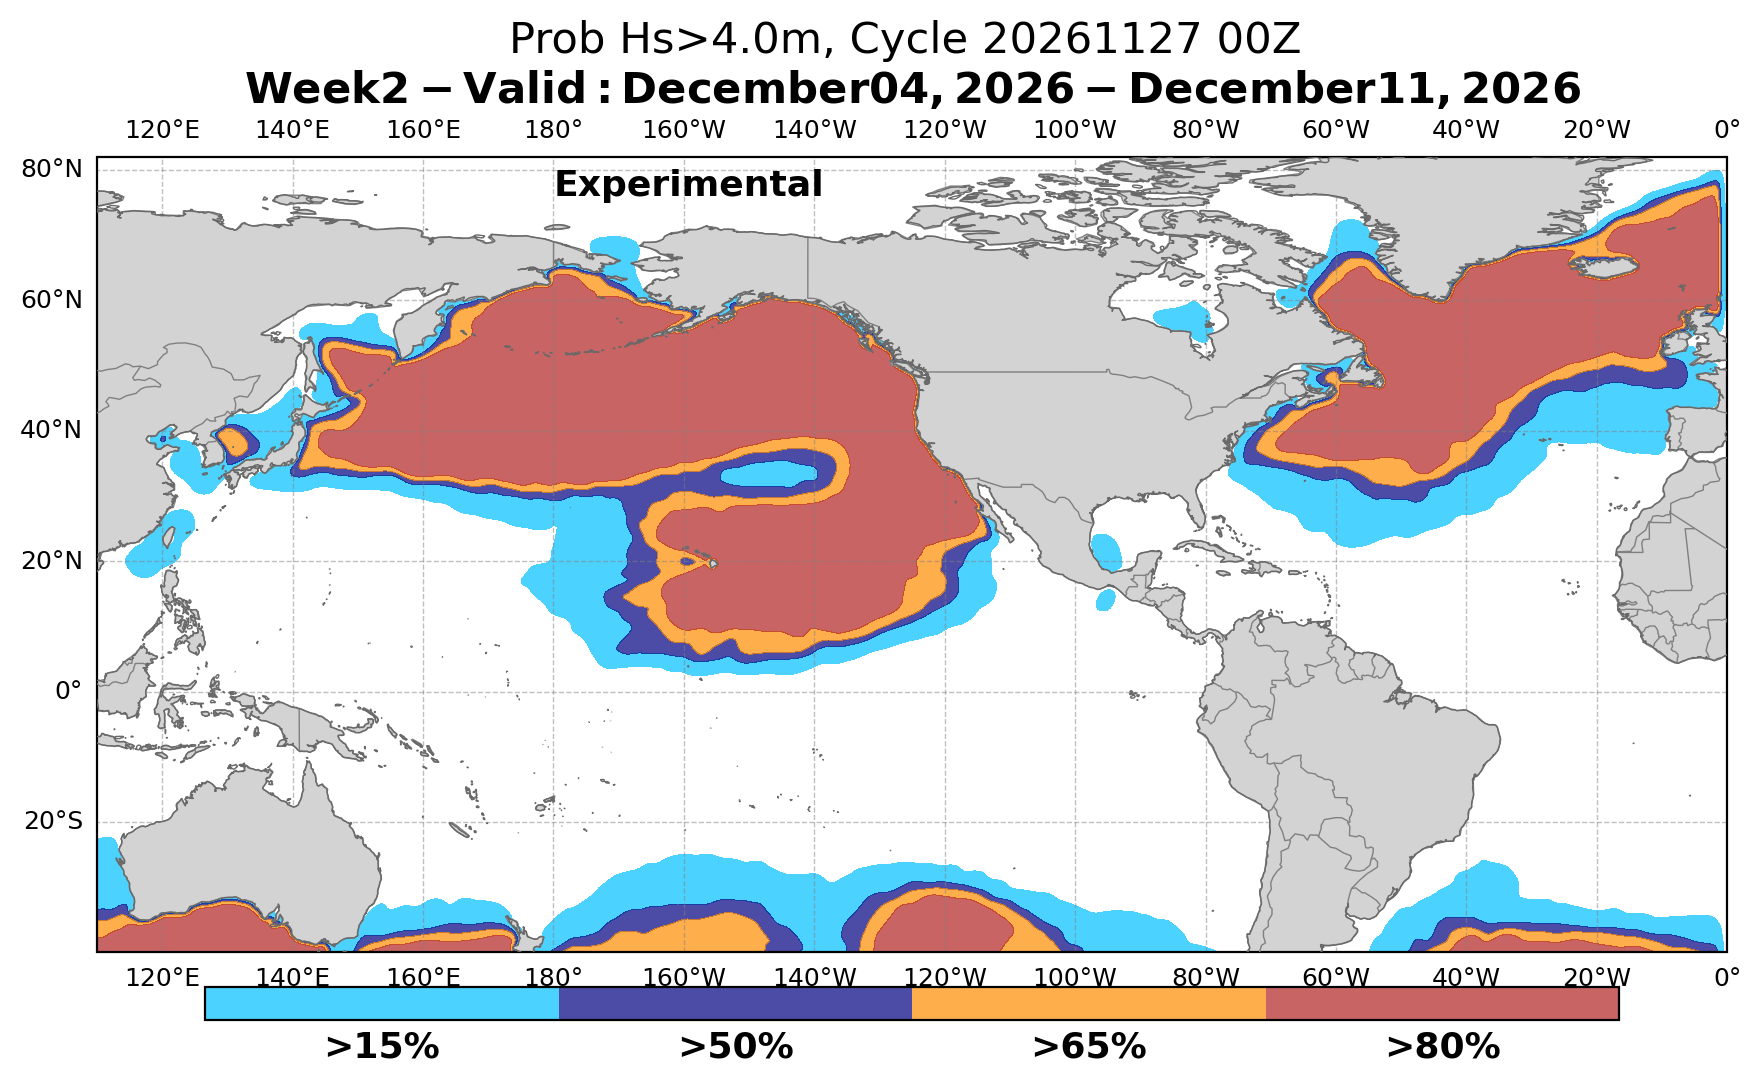 Prob Hs>4.0m, Cycle 20261127 00Z
Week2 − Valid : December04, 2026 − December11, 2026
120°E 140°E 160°E 180° 160°W 140°W 120°W 100°W 80°W 60°W 40°W 20°W 0°
80°N
Experimental
60°N
40°N
20°N
0°
20°S
120°E 140°E 160°E 180° 160°W 140°W 120°W 100°W 80°W 60°W 40°W 20°W 0°
>15% >50% >65% >80%